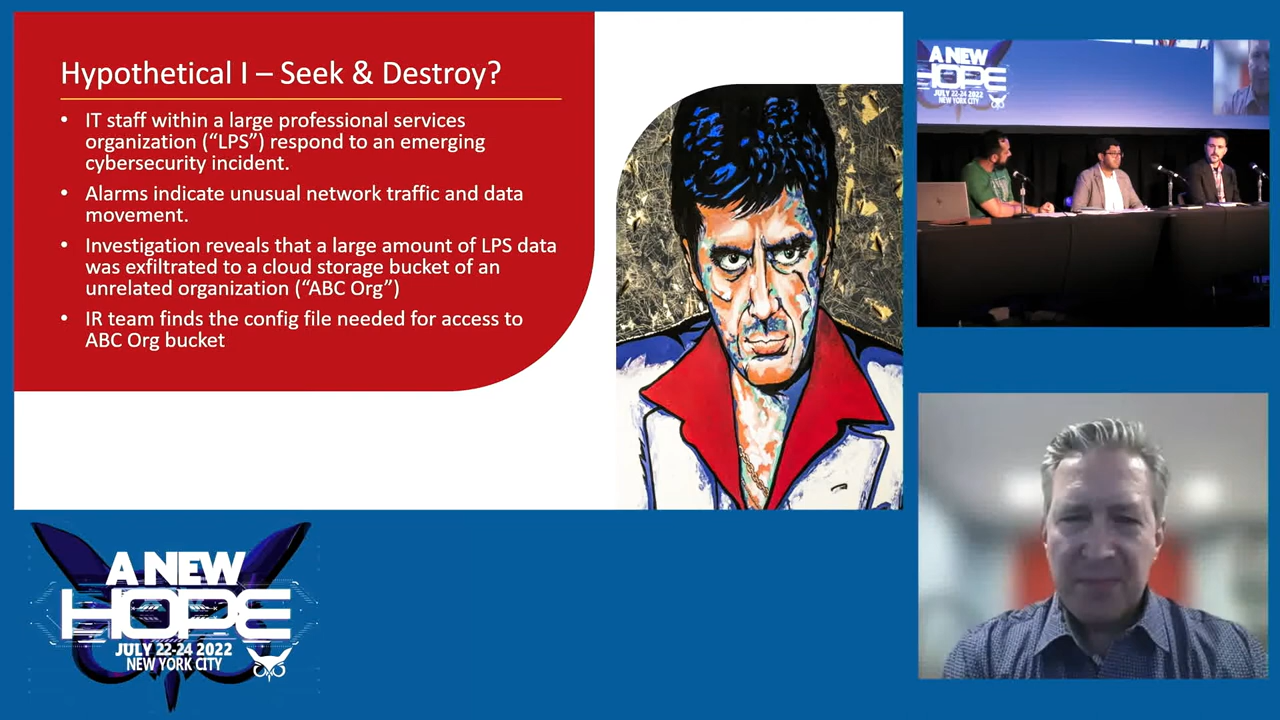 Hypothetical I – Seek & Destroy?
• IT staff within a large professional services
organization (“LPS”) respond to an emerging
cybersecurity incident.
• Alarms indicate unusual network traffic and data
movement.
• Investigation reveals that a large amount of LPS data
was exfiltrated to a cloud storage bucket of an
unrelated organization (“ABC Org”)
• IR team finds the config file needed for access to
ABC Org bucket
A NEW
HOPE
JULY 22-24 2022
NEW YORK CITY
A NEW
HOPE
JULY 22-24 2022
NEW YORK CITY